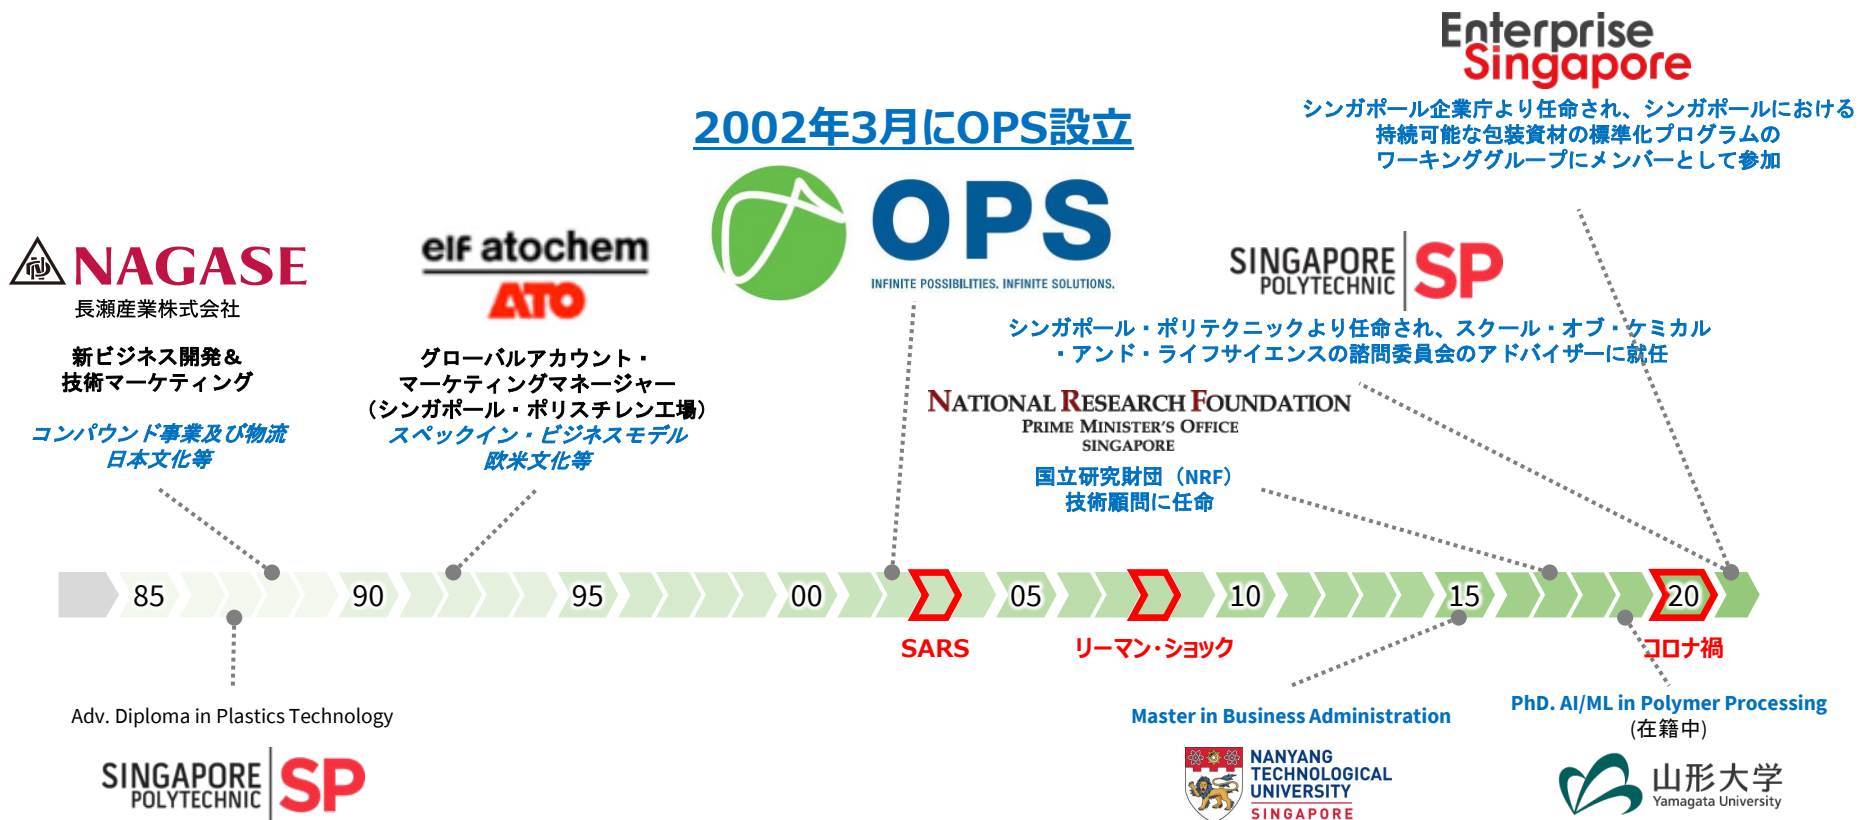 Enterprise
Singapore
シンガポール企業庁より任命され、シンガポールにおける
持続可能な包装資材の標準化プログラムの
ワーキンググループにメンバーとして参加
2002年3月にOPS設立
OPS
INFINITE POSSIBILITIES. INFINITE SOLUTIONS.
NAGASE
長瀬産業株式会社
新ビジネス開発＆
技術マーケティング
コンパウンド事業及び物流
日本文化等
elf atochem
ATO
グローバルアカウント・
マーケティングマネージャー
（シンガポール・ポリスチレン工場）
スペックイン・ビジネスモデル
欧米文化等
SINGAPORE
POLYTECHNIC
SP
シンガポール・ポリテクニックより任命され、スクール・オブ・ケミカル
・アンド・ライフサイエンスの諮問委員会のアドバイザーに就任
NATIONAL RESEARCH FOUNDATION
PRIME MINISTER'S OFFICE
SINGAPORE
国立研究財団（NRF）
技術顧問に任命
85 90 95 00 05 10 15 20
SARS
リーマン・ショック
コロナ禍
Adv. Diploma in Plastics Technology
SINGAPORE
POLYTECHNIC
SP
Master in Business Administration
NANYANG
TECHNOLOGICAL
UNIVERSITY
SINGAPORE
PhD. AI/ML in Polymer Processing
(在籍中)
山形大学
Yamagata University